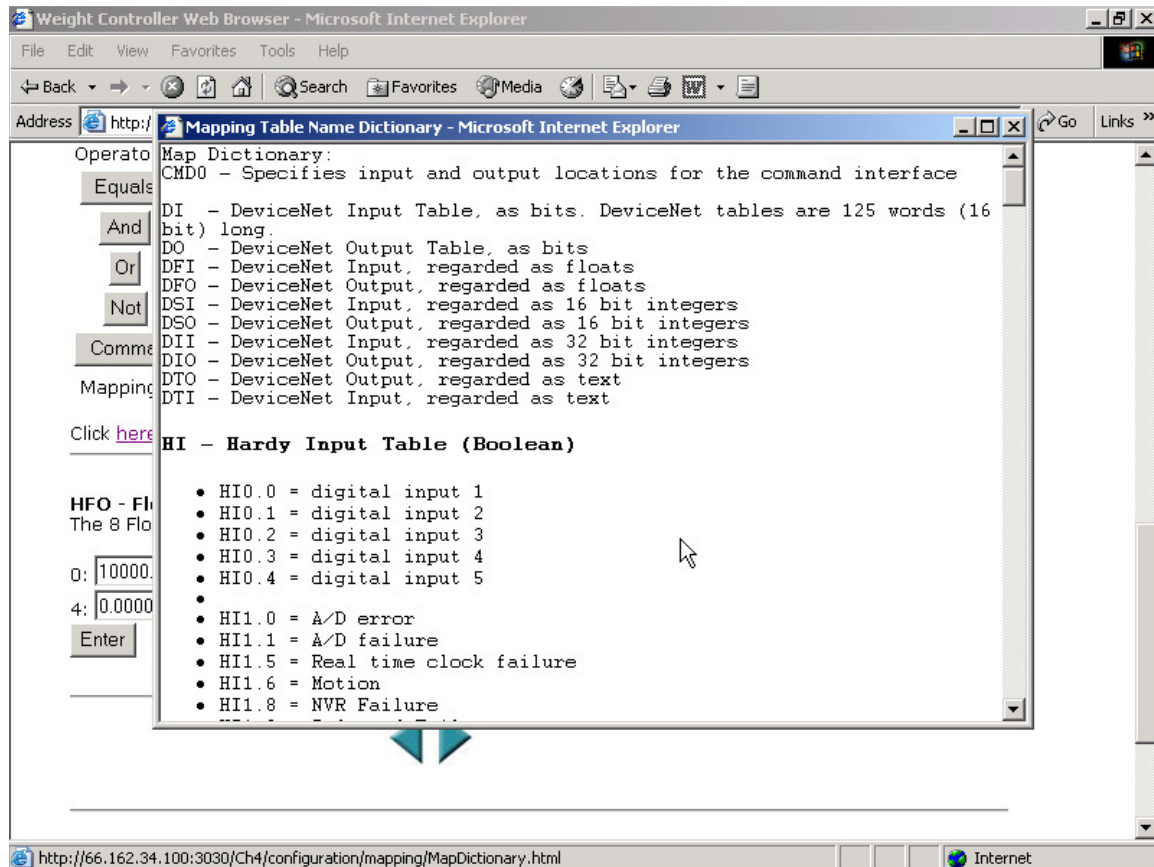 Weight Controller Web Browser - Microsoft Internet Explorer
File Edit View Favorites Tools Help
Back Search Favorites Media
Address http:/ Go Links »
Mapping Table Name Dictionary - Microsoft Internet Explorer
Map Dictionary:
CMD0 - Specifies input and output locations for the command interface
DI - DeviceNet Input Table, as bits. DeviceNet tables are 125 words (16
bit) long.
DO - DeviceNet Output Table, as bits
DFI - DeviceNet Input, regarded as floats
DFO - DeviceNet Output, regarded as floats
DSI - DeviceNet Input, regarded as 16 bit integers
DSO - DeviceNet Output, regarded as 16 bit integers
DII - DeviceNet Input, regarded as 32 bit integers
DIO - DeviceNet Output, regarded as 32 bit integers
DTO - DeviceNet Output, regarded as text
DTI - DeviceNet Input, regarded as text
HI - Hardy Input Table (Boolean)
• HI0.0 = digital input 1
• HI0.1 = digital input 2
• HI0.2 = digital input 3
• HI0.3 = digital input 4
• HI0.4 = digital input 5
•
• HI1.0 = A/D error
• HI1.1 = A/D failure
• HI1.5 = Real time clock failure
• HI1.6 = Motion
• HI1.8 = NVR Failure
Operato
Equals
And
Or
Not
Comma
Mapping
Click here
HFO - Fl
The 8 Flo
0: 10000.
4: 0.0000
Enter
http://66.162.34.100:3030/Ch4/configuration/mapping/MapDictionary.html
Internet